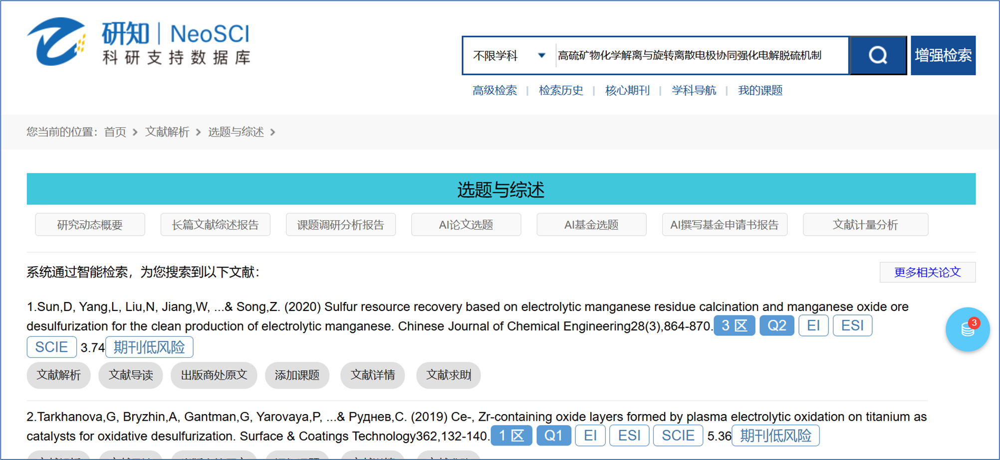 研知 | NeoSCI
科研支持数据库
不限学科 高硫矿物化学解离与旋转离散电极协同强化电解脱硫机制 增强检索
高级检索 | 检索历史 | 核心期刊 | 学科导航 | 我的课题
您当前的位置：首页 > 文献解析 > 选题与综述 >
选题与综述
研究动态概要 长篇文献综述报告 课题调研分析报告 AI论文选题 AI基金选题 AI撰写基金申请书报告 文献计量分析
系统通过智能检索，为您搜索到以下文献： 更多相关论文
1.Sun,D, Yang,L, Liu,N, Jiang,W, ...& Song,Z. (2020) Sulfur resource recovery based on electrolytic manganese residue calcination and manganese oxide ore
desulfurization for the clean production of electrolytic manganese. Chinese Journal of Chemical Engineering28(3),864-870. 3 区 Q2 EI ESI
3
SCIE 3.74 期刊低风险
文献解析 文献导读 出版商处原文 添加课题 文献详情 文献求助
2.Tarkhanova,G, Bryzhin,A, Gantman,G, Yarovaya,P, ...& Руднев,С. (2019) Ce-, Zr-containing oxide layers formed by plasma electrolytic oxidation on titanium as
catalysts for oxidative desulfurization. Surface & Coatings Technology362,132-140. 1 区 Q1 EI ESI SCIE 5.36 期刊低风险